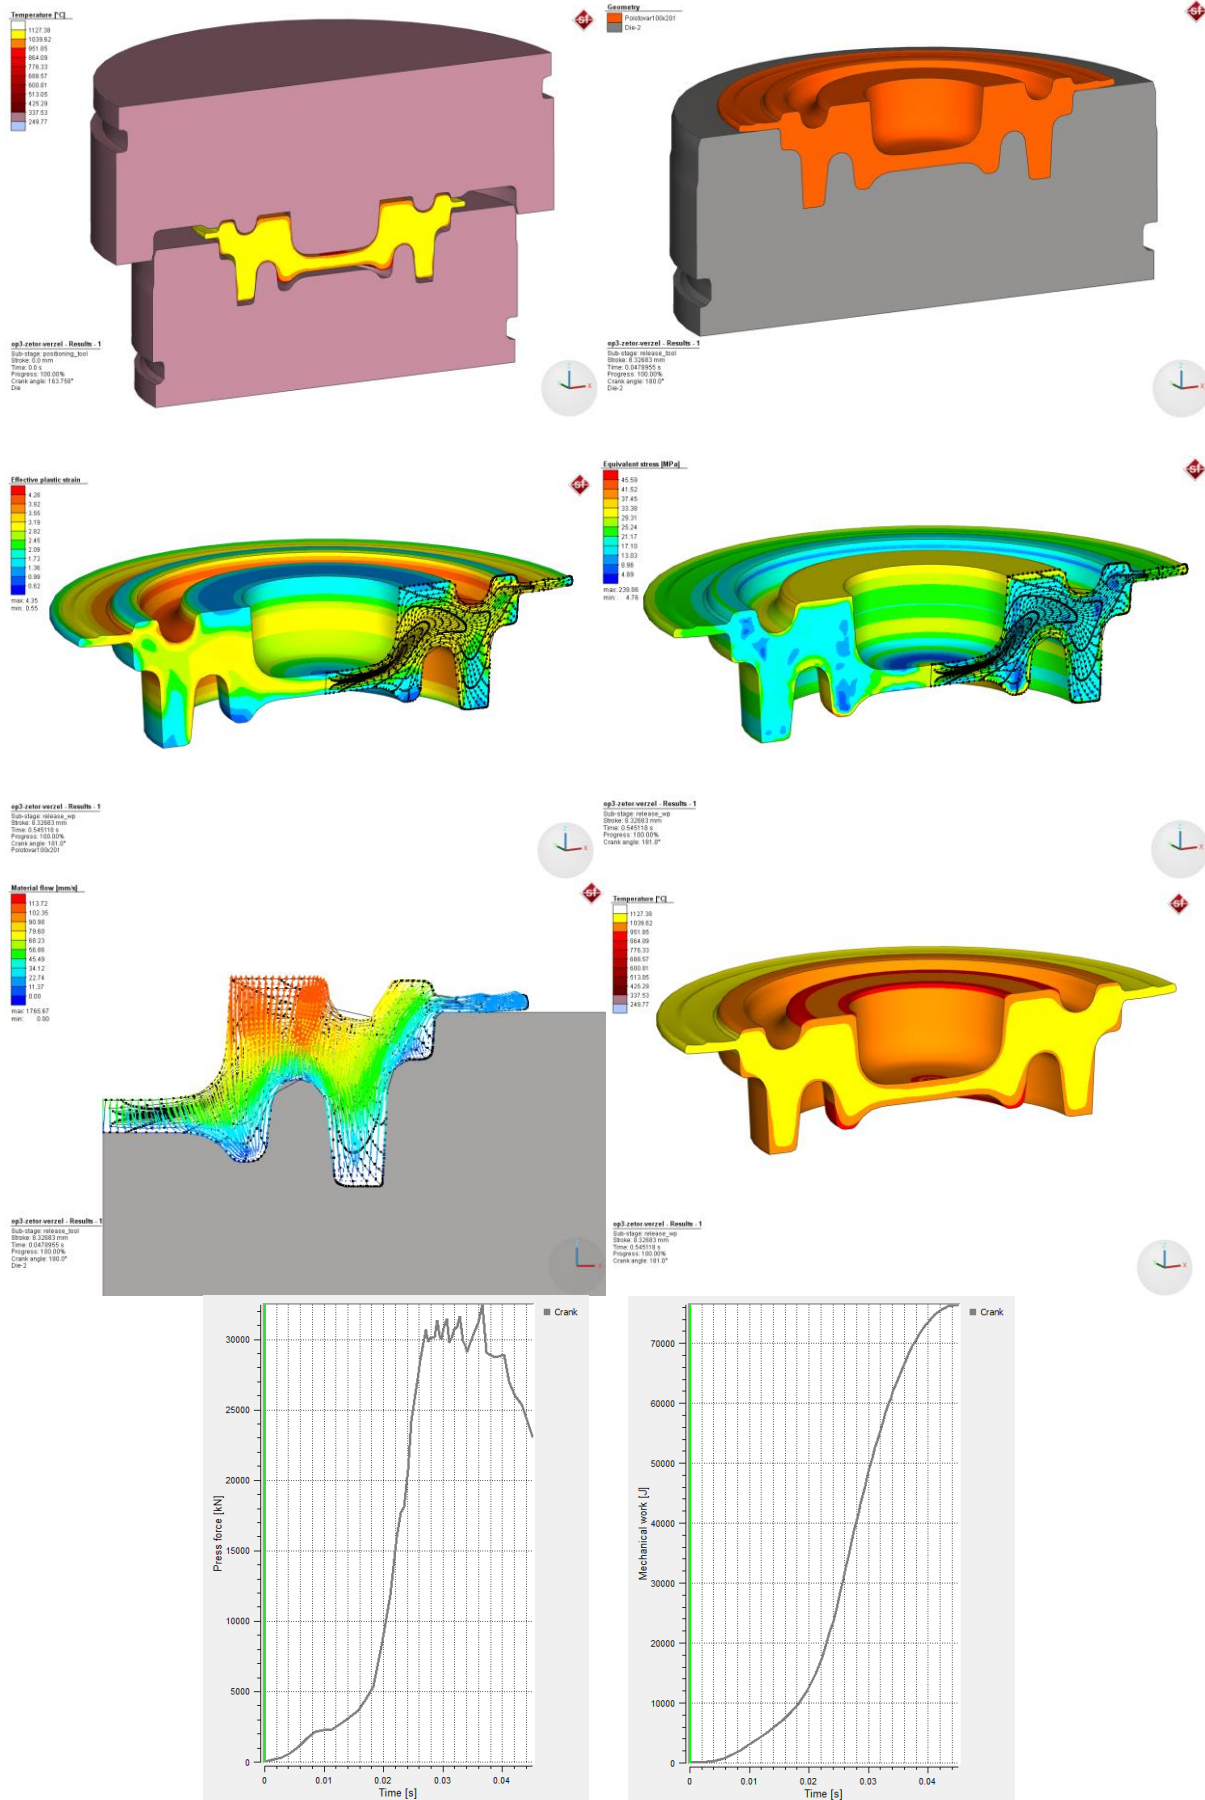 Temperature [°C]
1127.38
1039.62
951.85
864.09
776.33
688.57
600.81
513.05
425.29
337.53
249.77
op3-zetor-verzel - Results - 1
Sub-stage: positioning_tool
Stroke: 0.0 mm
Time: 0.0 s
Progress: 100.00%
Crank angle: 163.758°
Die
Geometry
Polotovar100x201
Die-2
op3-zetor-verzel - Results - 1
Sub-stage: release_tool
Stroke: 8.32683 mm
Time: 0.0478955 s
Progress: 100.00%
Crank angle: 180.0°
Die-2
Effective plastic strain
4.28
3.92
3.55
3.19
2.82
2.45
2.09
1.72
1.36
0.99
0.62
max: 4.35
min: 0.55
op3-zetor-verzel - Results - 1
Sub-stage: release_wp
Stroke: 8.32683 mm
Time: 0.545118 s
Progress: 100.00%
Crank angle: 181.0°
Polotovar100x201
Equivalent stress [MPa]
45.59
41.52
37.45
33.38
29.31
25.24
21.17
17.10
13.03
8.96
4.89
max: 239.86
min: 4.76
op3-zetor-verzel - Results - 1
Sub-stage: release_wp
Stroke: 8.32683 mm
Time: 0.545118 s
Progress: 100.00%
Crank angle: 181.0°
Material flow [mm/s]
113.72
102.35
90.98
79.60
68.23
56.86
45.49
34.12
22.74
11.37
0.00
max: 1765.67
min: 0.00
op3-zetor-verzel - Results - 1
Sub-stage: release_tool
Stroke: 8.32683 mm
Time: 0.0478955 s
Progress: 100.00%
Crank angle: 180.0°
Die-2
Temperature [°C]
1127.38
1039.62
951.85
864.09
776.33
688.57
600.81
513.05
425.29
337.53
249.77
op3-zetor-verzel - Results - 1
Sub-stage: release_wp
Stroke: 8.32683 mm
Time: 0.545118 s
Progress: 100.00%
Crank angle: 181.0°
Crank
Press force [kN]
30000
25000
20000
15000
10000
5000
0
0 0.01 0.02 0.03 0.04
Time [s]
Crank
Mechanical work [J]
70000
60000
50000
40000
30000
20000
10000
0
0 0.01 0.02 0.03 0.04
Time [s]